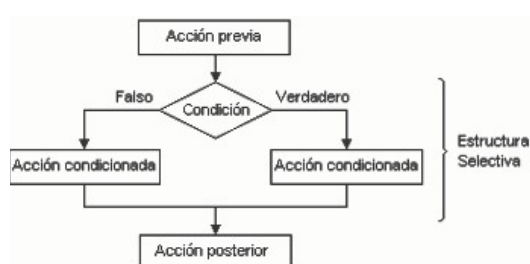 Acción previa
Falso
Verdadero
Condición
Acción condicionada
Acción condicionada
Estructura
Selectiva
Acción posterior